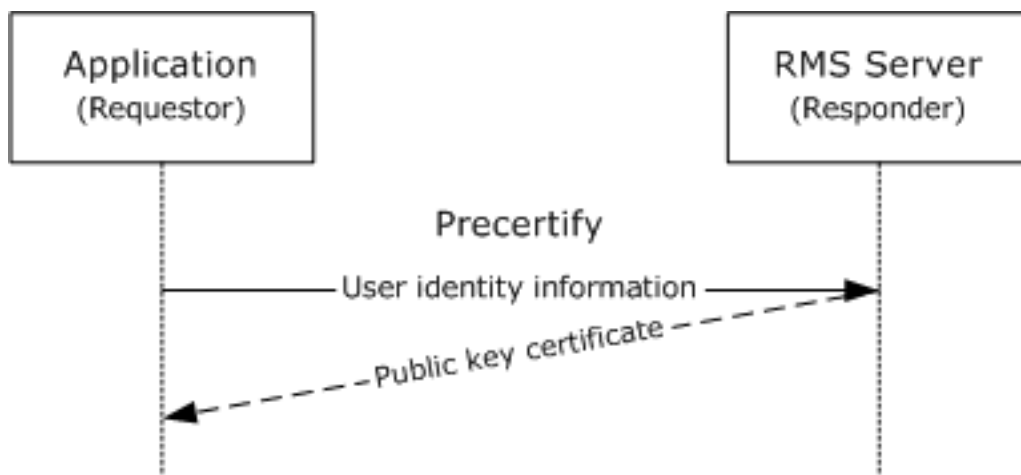 Application
(Requestor)
RMS Server
(Responder)
Precertify
User identity information
Public key certificate